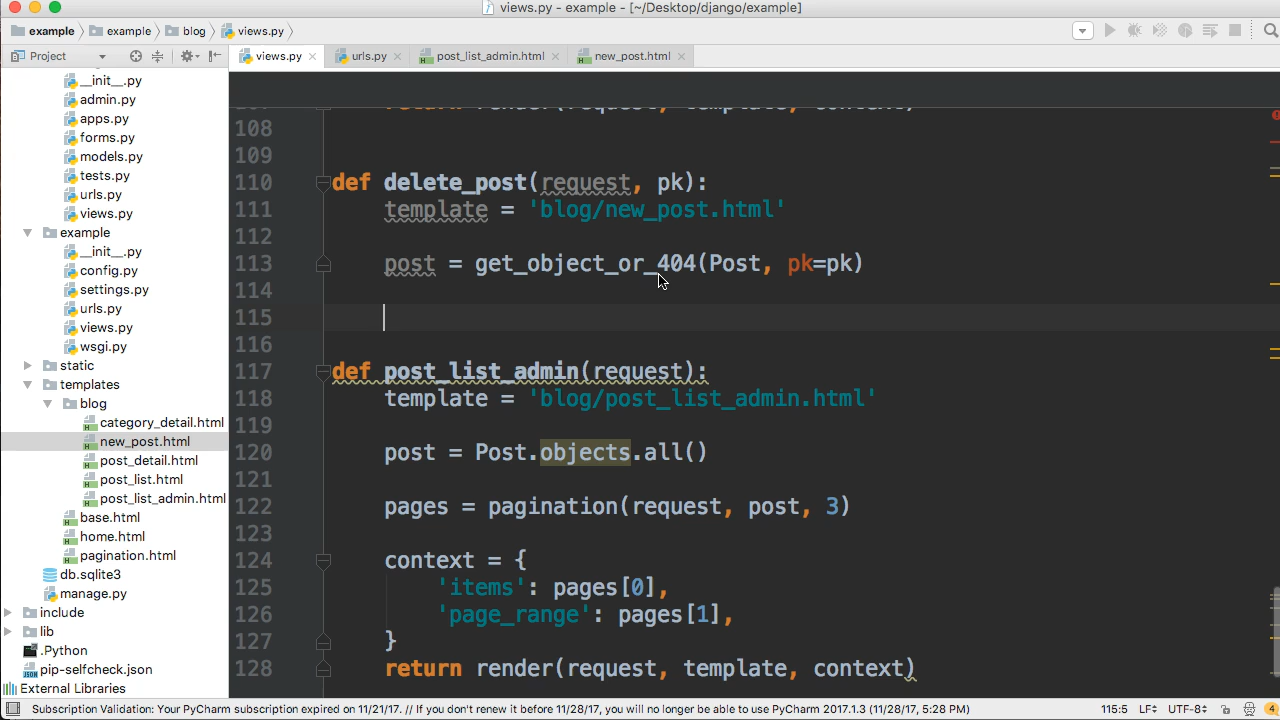 views.py - example - [~/Desktop/django/example]
example example blog views.py
Project
views.py urls.py post_list_admin.html new_post.html
__init__.py
admin.py
apps.py
forms.py
models.py
tests.py
urls.py
views.py
example
__init__.py
config.py
settings.py
urls.py
views.py
wsgi.py
static
templates
blog
category_detail.html
new_post.html
post_detail.html
post_list.html
post_list_admin.html
base.html
home.html
pagination.html
db.sqlite3
manage.py
include
lib
.Python
pip-selfcheck.json
External Libraries
return render(request, template, context)
108
109
110 def delete_post(request, pk):
111 template = 'blog/new_post.html'
112
113 post = get_object_or_404(Post, pk=pk)
114
115
116
117 def post_list_admin(request):
118 template = 'blog/post_list_admin.html'
119
120 post = Post.objects.all()
121
122 pages = pagination(request, post, 3)
123
124 context = {
125 'items': pages[0],
126 'page_range': pages[1],
127 }
128 return render(request, template, context)
Subscription Validation: Your PyCharm subscription expired on 11/21/17. // If you don't renew it before 11/28/17, you will no longer be able to use PyCharm 2017.1.3 (11/28/17, 5:28 PM) 115:5 LF UTF-8 4